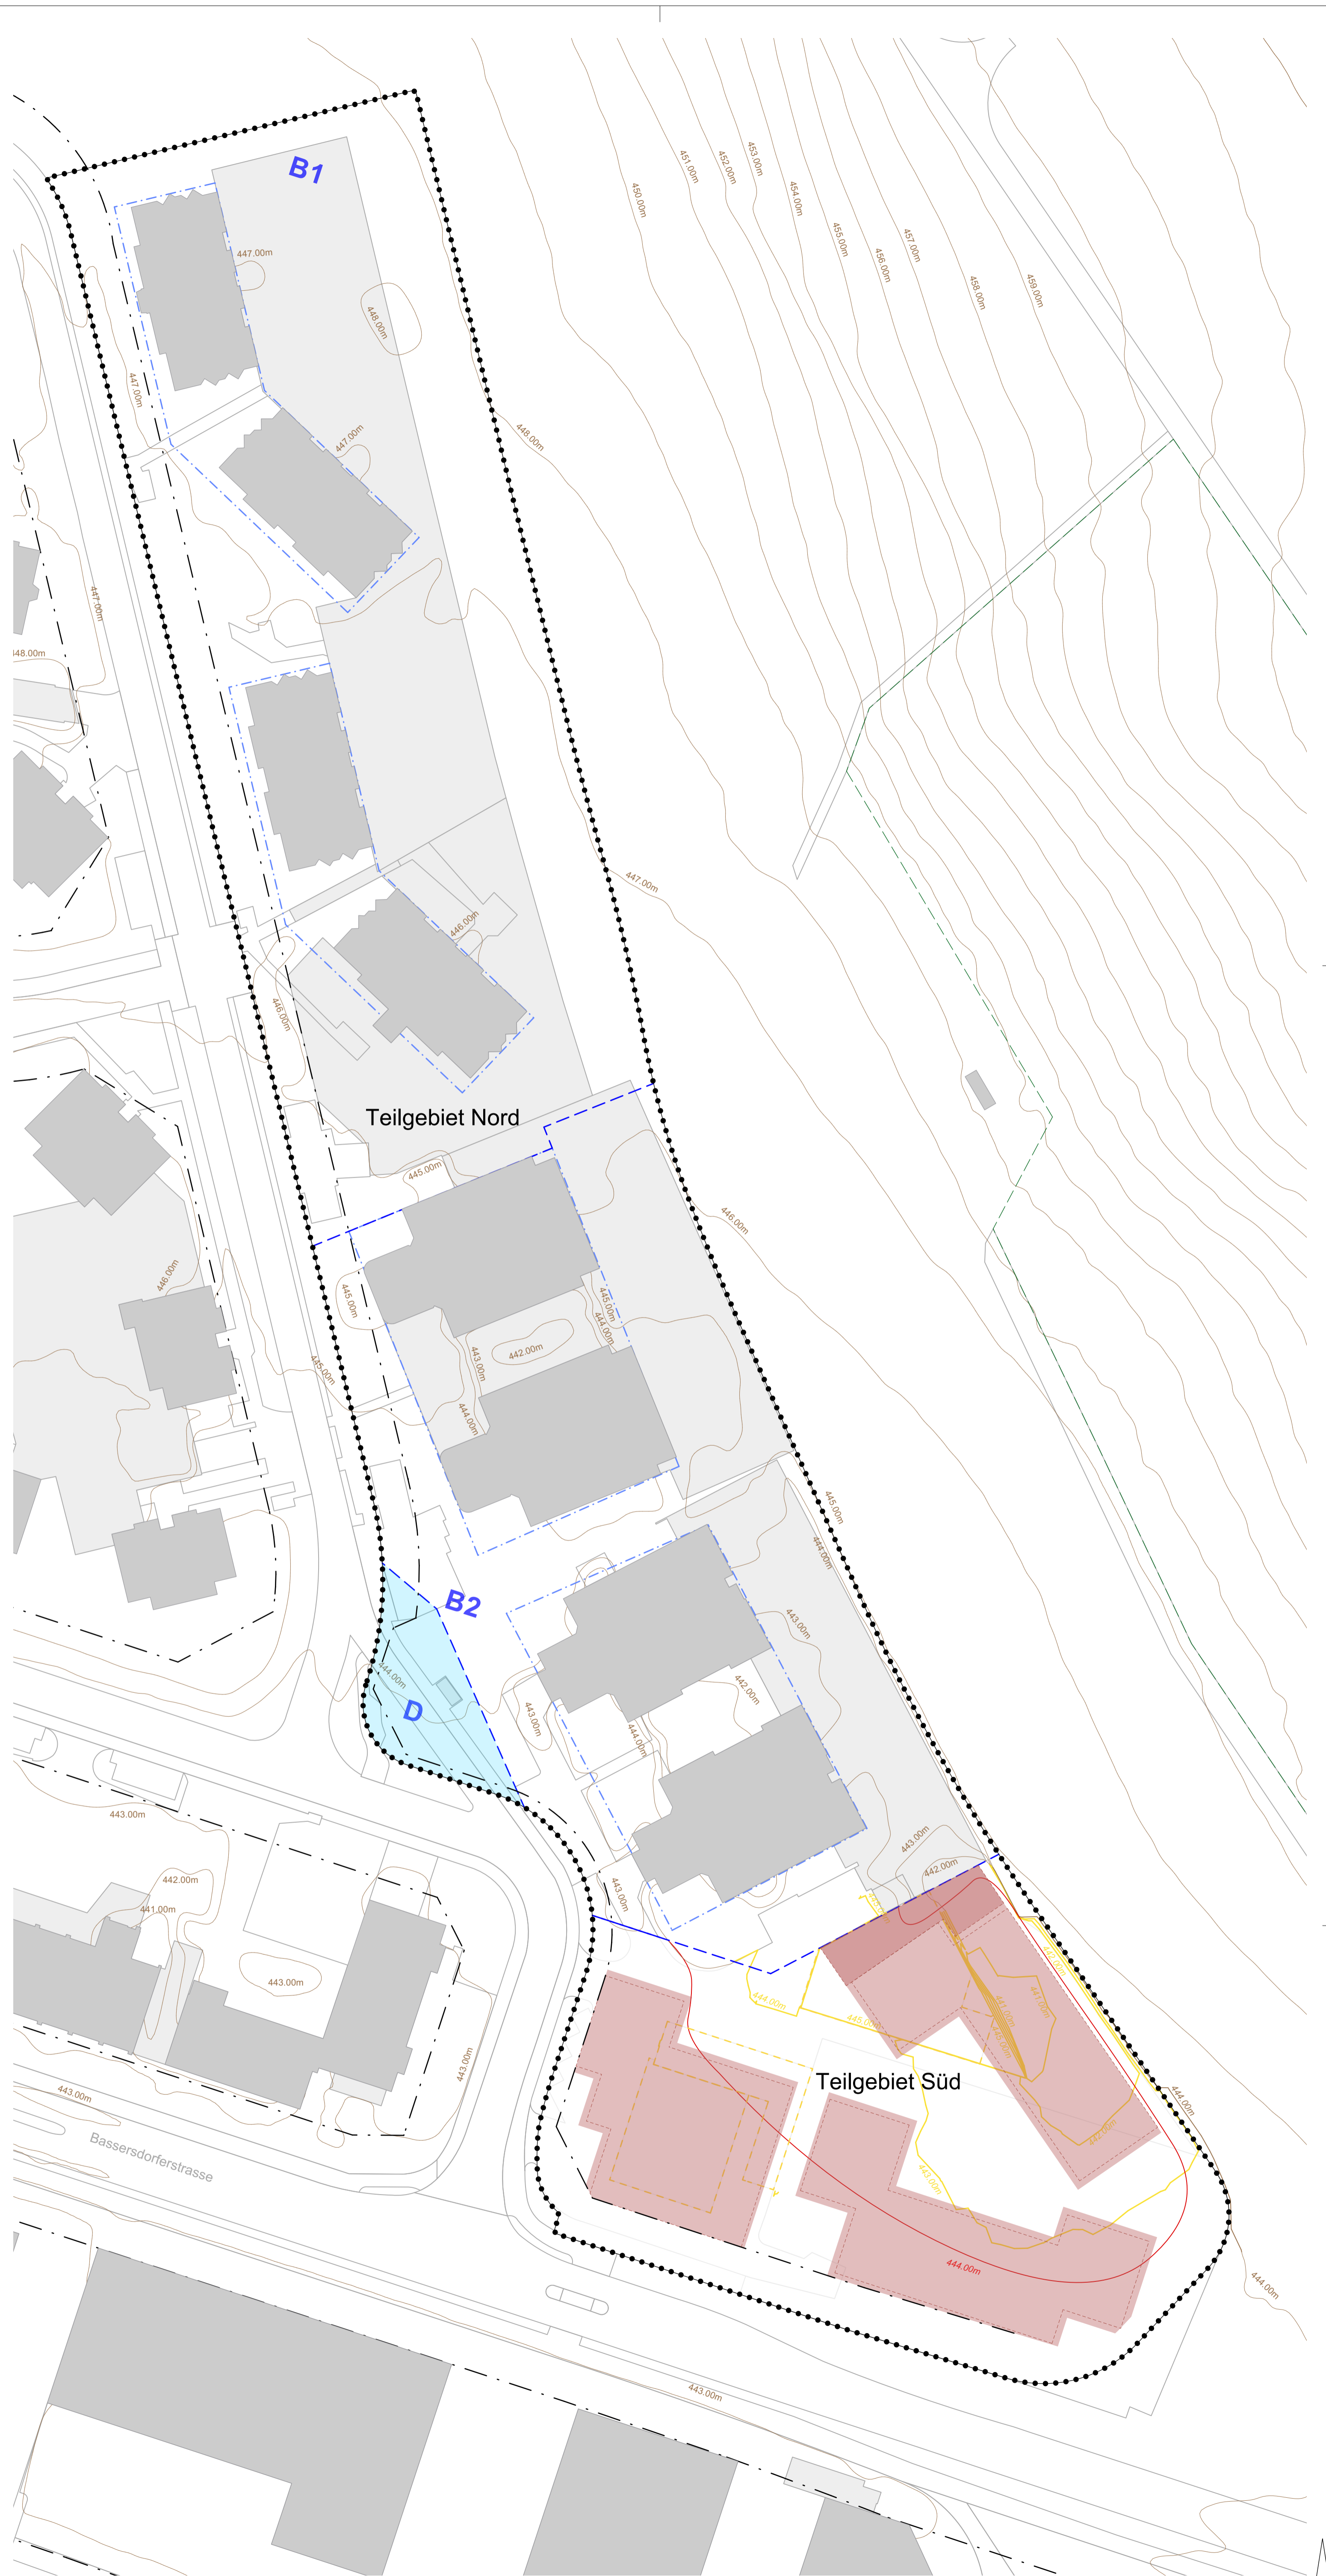 B1
453.00m
451.00m
452.00m
450.00m
454.00m
455.00m
457.00m
456.00m
447.00m
459.00m
458.00m
448.00m
447.00m
447.00m
448.00m
447.00m
448.00m
447.00m
446.00m
446.00m
Teilgebiet Nord
445.00m
446.00m
446.00m
445.00m
445.00m
444.00m
442.00m
443.00m
445.00m
444.00m
445.00m
444.00m
B2
443.00m
444.00m
442.00m
D
443.00m
444.00m
443.00m
443.00m
442.00m
442.00m
443.00m
441.00m
442.00m
443.00m
444.00m
445.0
Teilgebiet Süd
443.00m
443.00m
444.00m
Bassersdorferstrasse
443.00m
444.00m
444.00m
443.00m